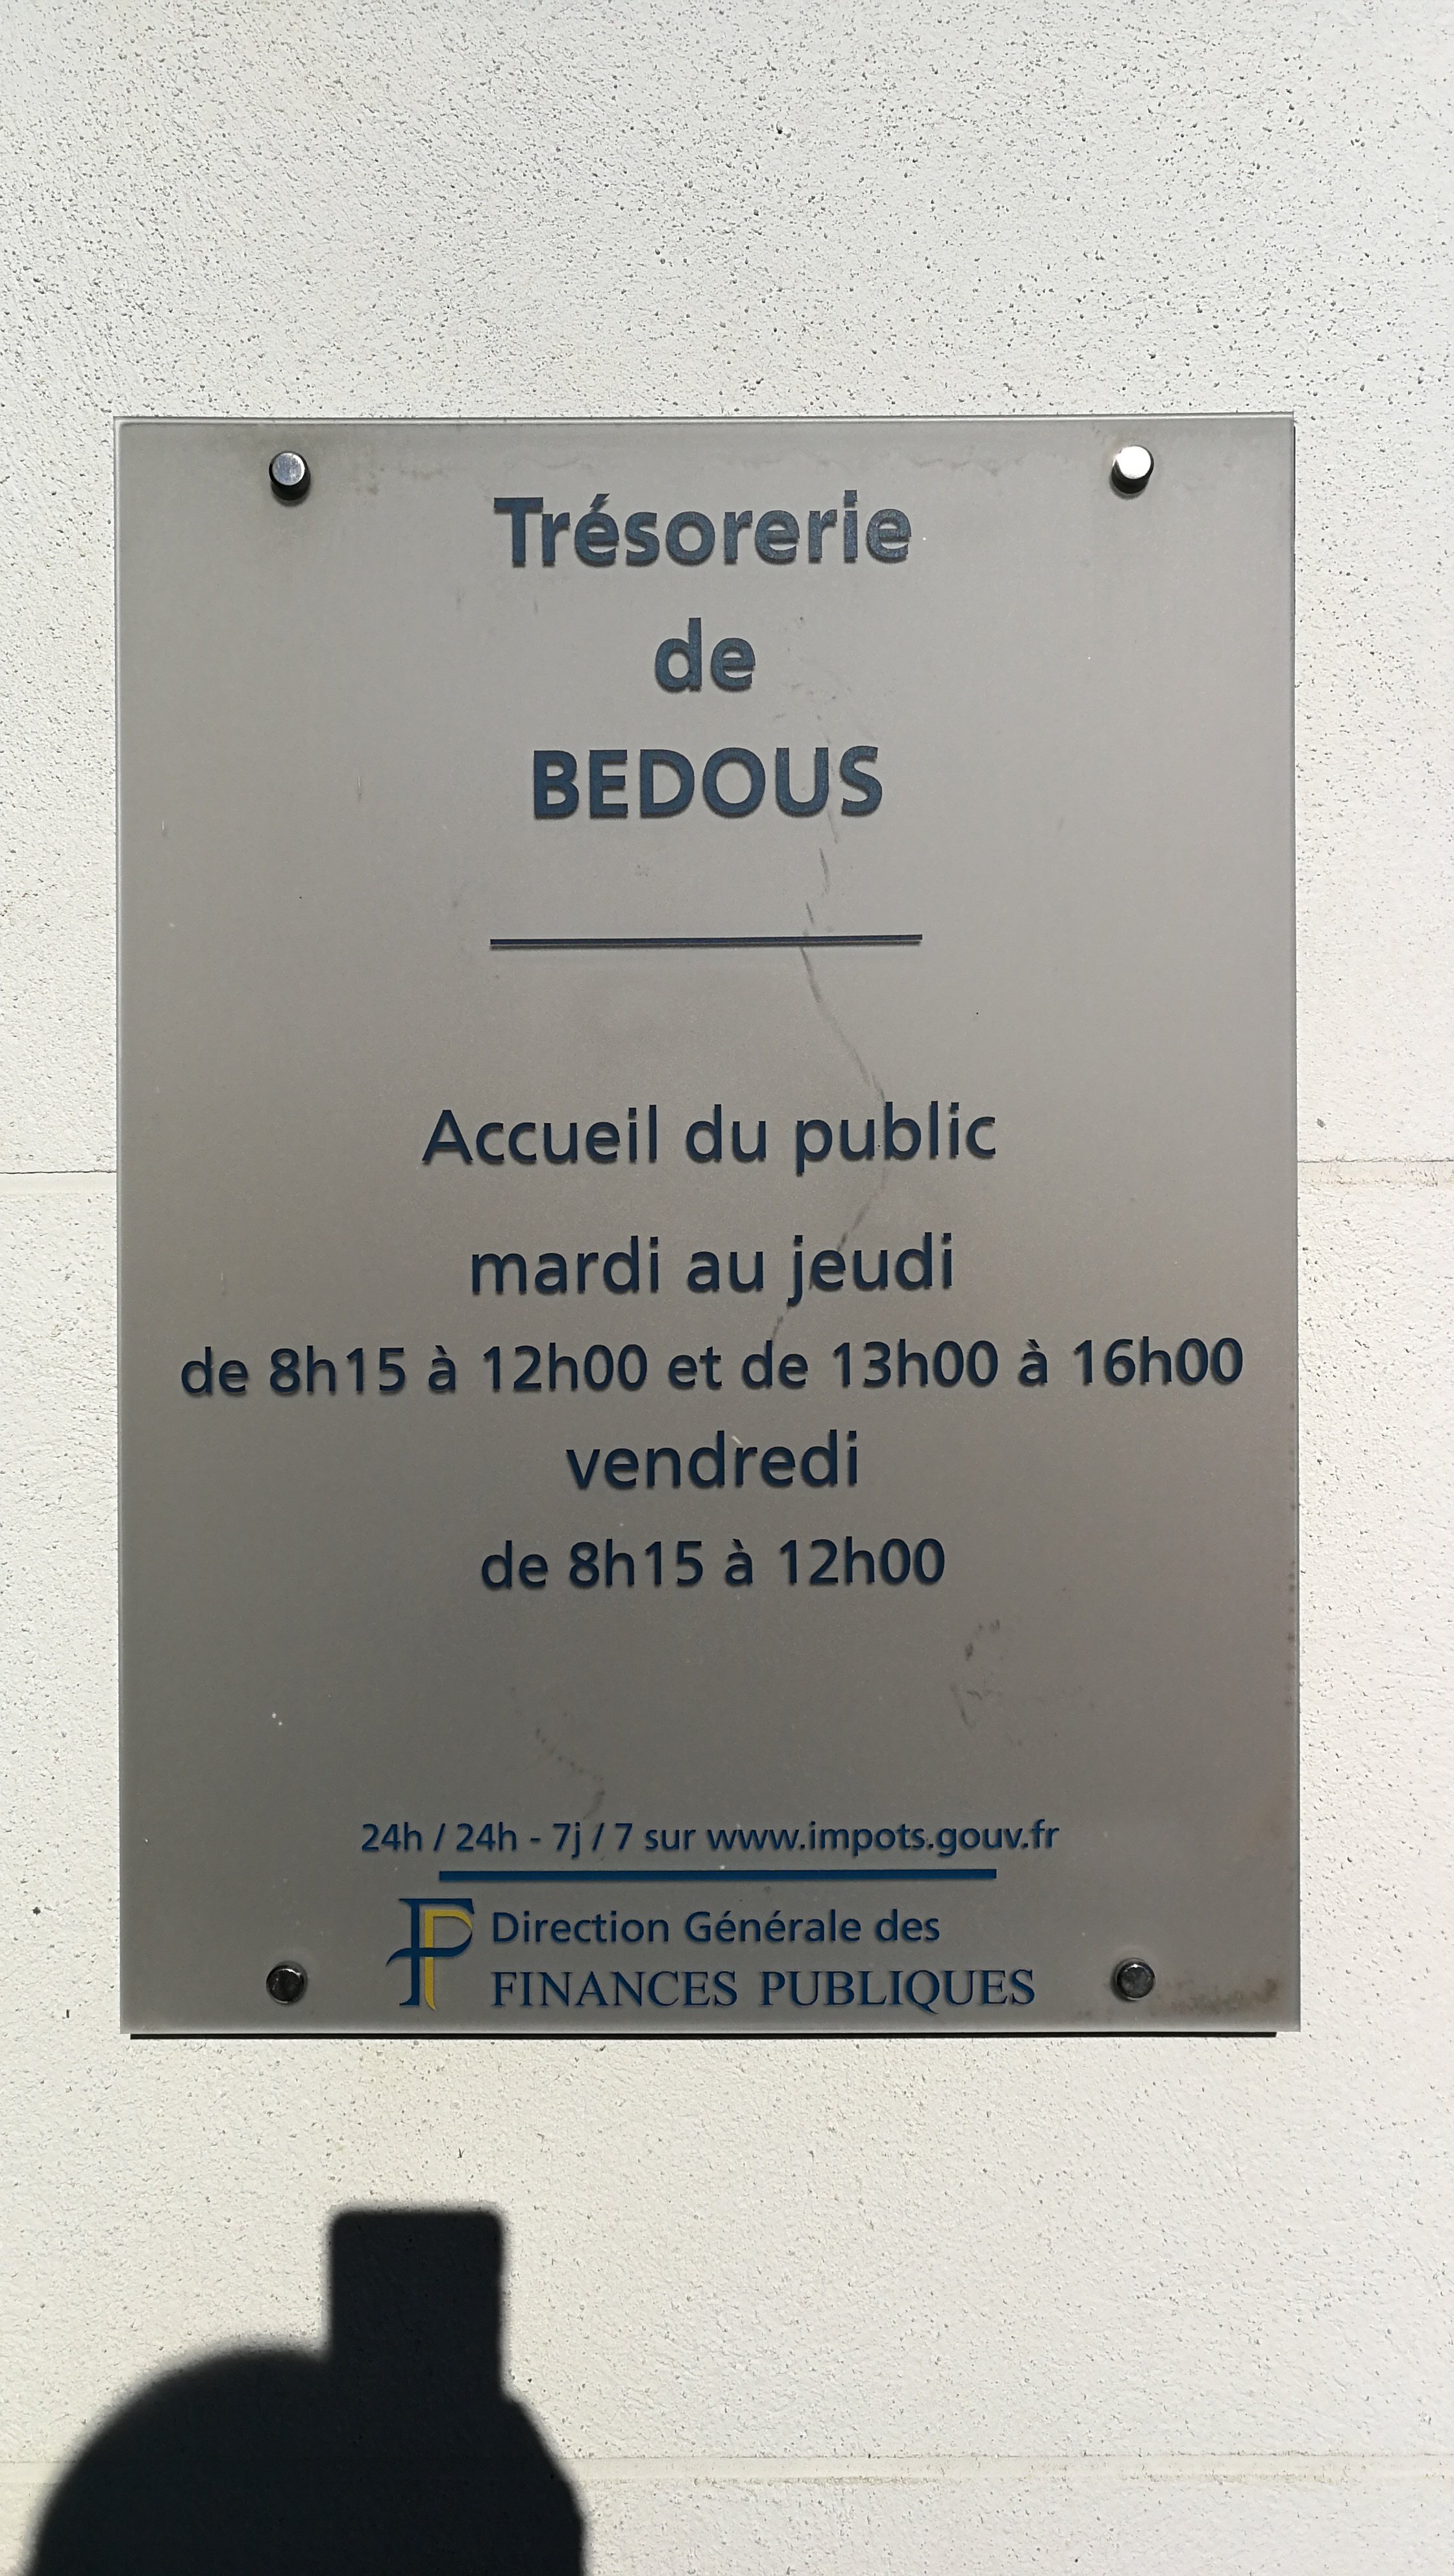 Trésorerie
de
BEDOUS
Accueil du public
mardi au jeudi
de 8h15 à 12h00 et de 13h00 à 16h00
vendredi
de 8h15 à 12h00
24h / 24h - 7j / 7 sur www.impots.gouv.fr
Direction Générale des
FINANCES PUBLIQUES